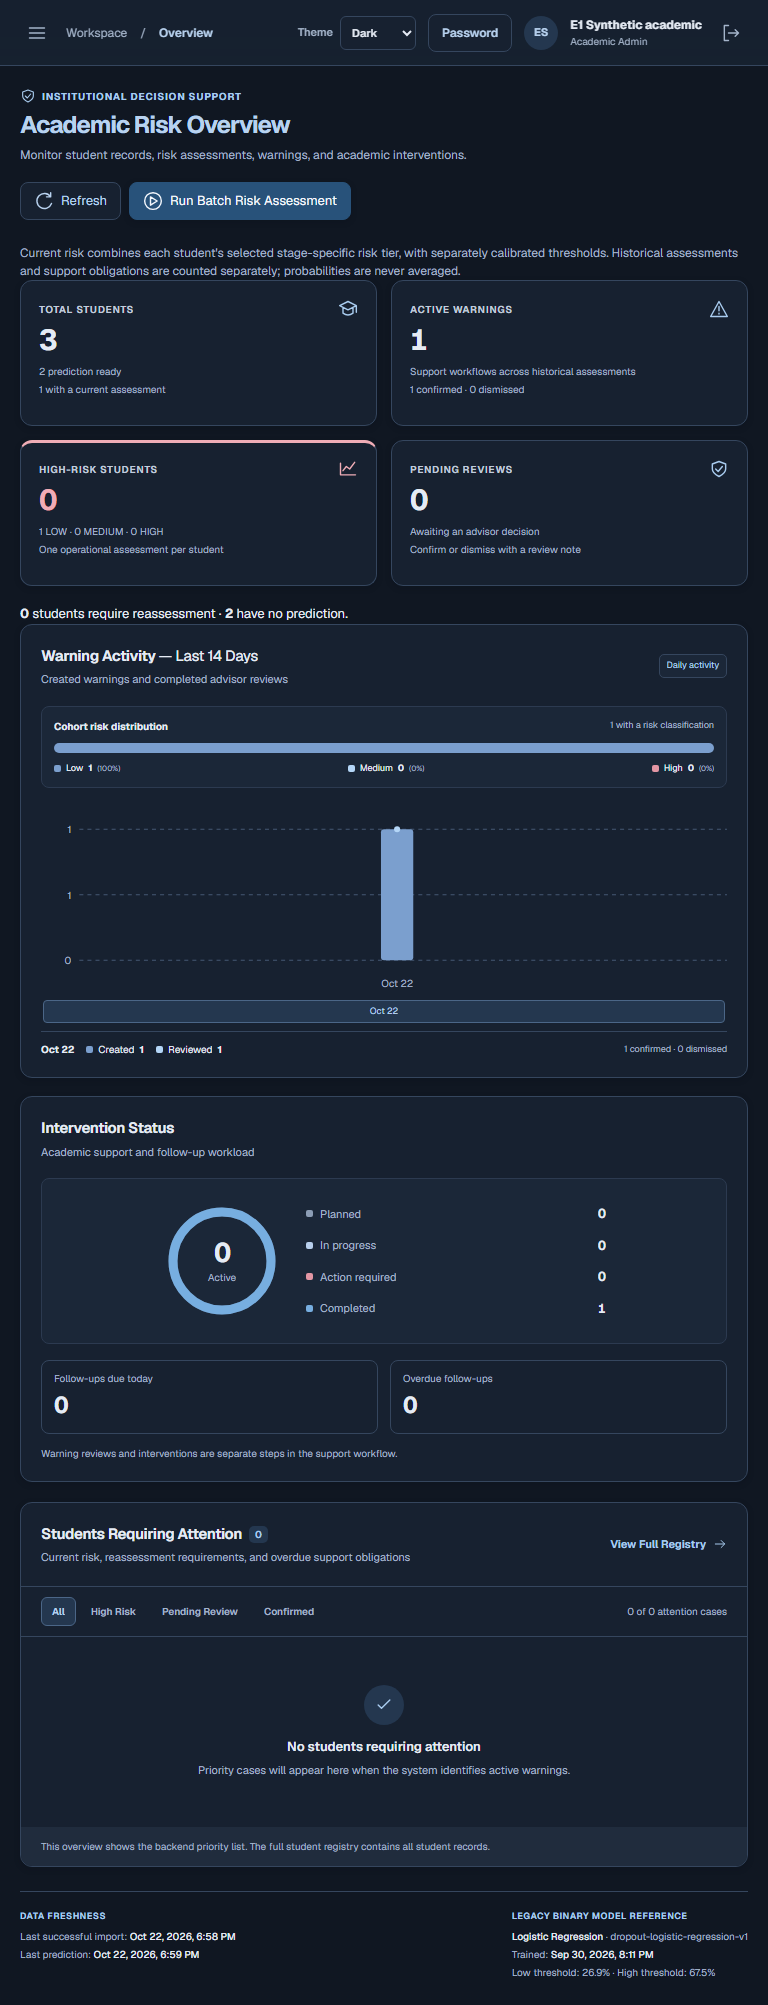 Workspace / Overview
Theme Dark Password ES E1 Synthetic academic
Academic Admin
INSTITUTIONAL DECISION SUPPORT
Academic Risk Overview
Monitor student records, risk assessments, warnings, and academic interventions.
Refresh Run Batch Risk Assessment
Current risk combines each student's selected stage-specific risk tier, with separately calibrated thresholds. Historical assessments
and support obligations are counted separately; probabilities are never averaged.
TOTAL STUDENTS
3
2 prediction ready
1 with a current assessment
ACTIVE WARNINGS
1
Support workflows across historical assessments
1 confirmed · 0 dismissed
HIGH-RISK STUDENTS
0
1 LOW · 0 MEDIUM · 0 HIGH
One operational assessment per student
PENDING REVIEWS
0
Awaiting an advisor decision
Confirm or dismiss with a review note
0 students require reassessment · 2 have no prediction.
Warning Activity — Last 14 Days
Created warnings and completed advisor reviews
Daily activity
Cohort risk distribution 1 with a risk classification
Low 1 (100%) Medium 0 (0%) High 0 (0%)
1
1
0
Oct 22
Oct 22
Oct 22 Created 1 Reviewed 1 1 confirmed · 0 dismissed
Intervention Status
Academic support and follow-up workload
0
Active
Planned 0
In progress 0
Action required 0
Completed 1
Follow-ups due today
0
Overdue follow-ups
0
Warning reviews and interventions are separate steps in the support workflow.
Students Requiring Attention 0
Current risk, reassessment requirements, and overdue support obligations
View Full Registry
All High Risk Pending Review Confirmed 0 of 0 attention cases
No students requiring attention
Priority cases will appear here when the system identifies active warnings.
This overview shows the backend priority list. The full student registry contains all student records.
DATA FRESHNESS
Last successful import: Oct 22, 2026, 6:58 PM
Last prediction: Oct 22, 2026, 6:59 PM
LEGACY BINARY MODEL REFERENCE
Logistic Regression · dropout-logistic-regression-v1
Trained: Sep 30, 2026, 8:11 PM
Low threshold: 26.9% · High threshold: 67.5%